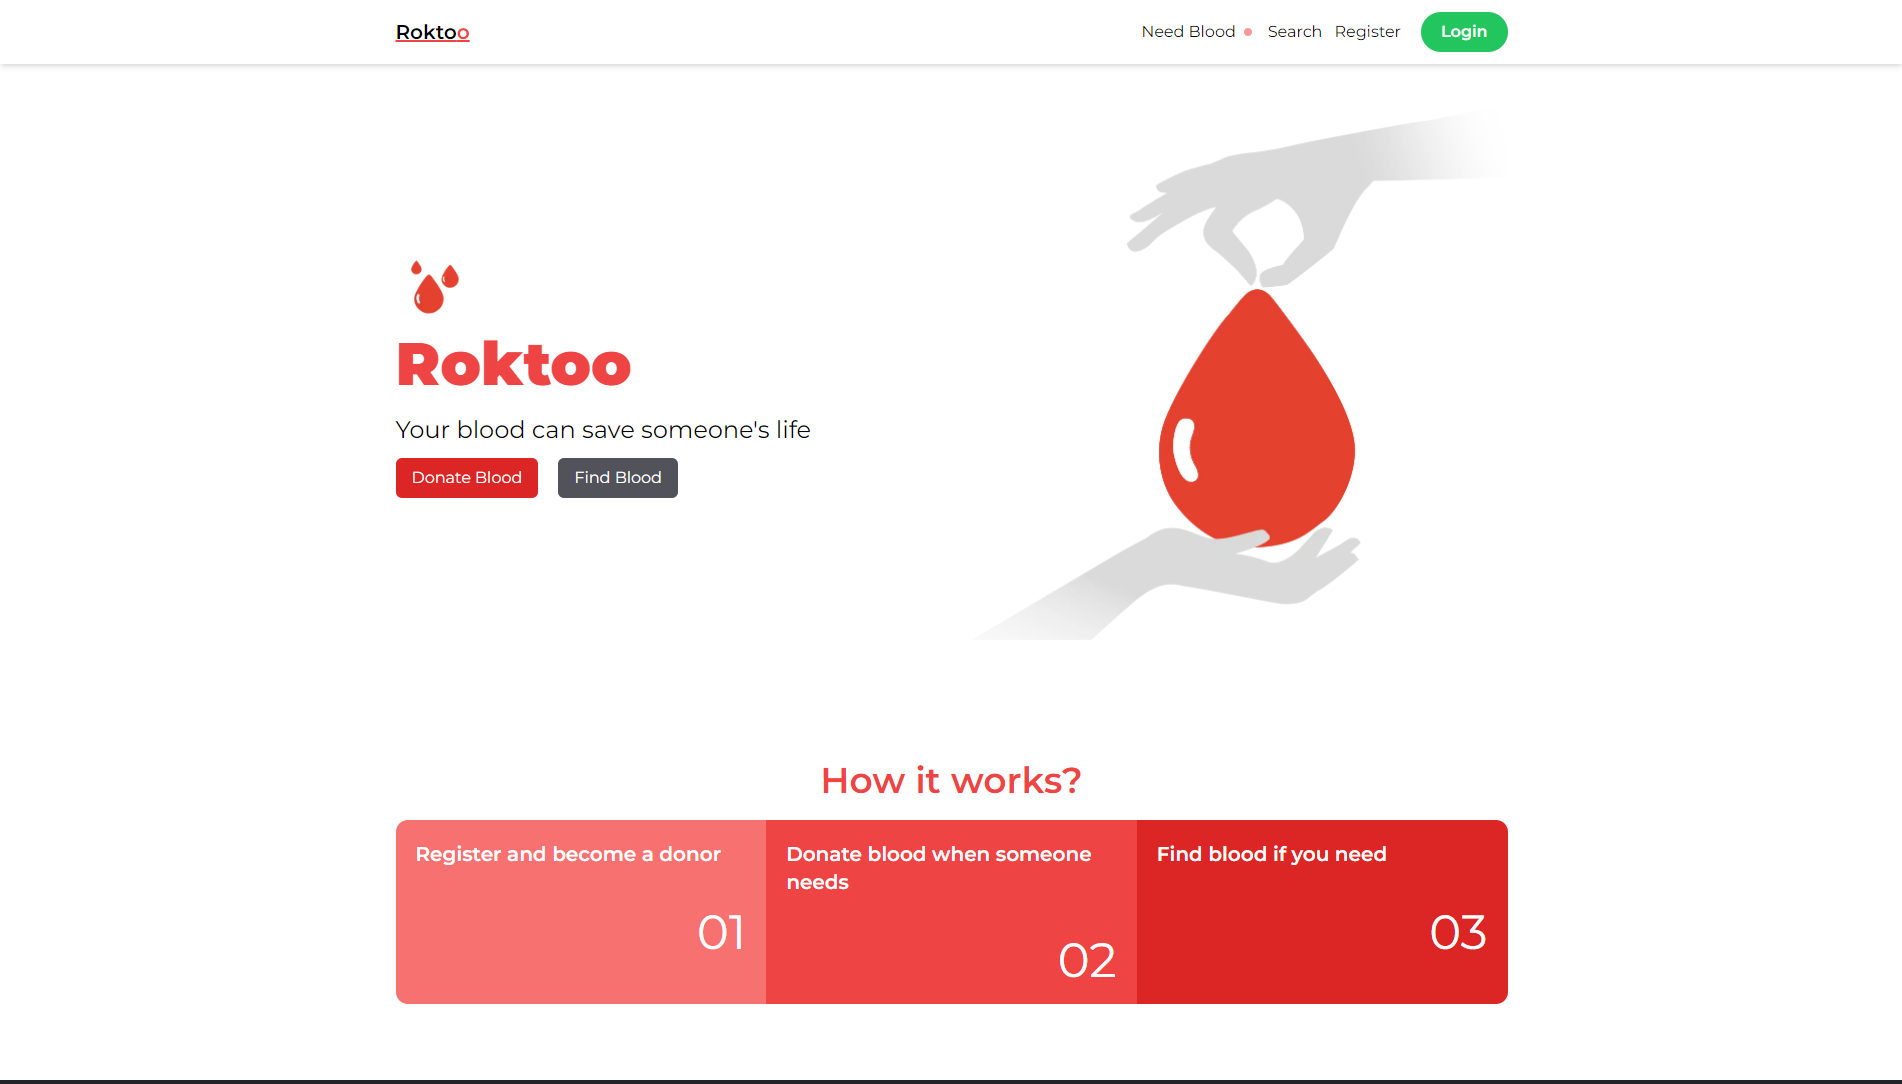 Roktoo
Need Blood Search Register Login
Roktoo
Your blood can save someone's life
Donate Blood Find Blood
How it works?
Register and become a donor
01
Donate blood when someone
needs
02
Find blood if you need
03